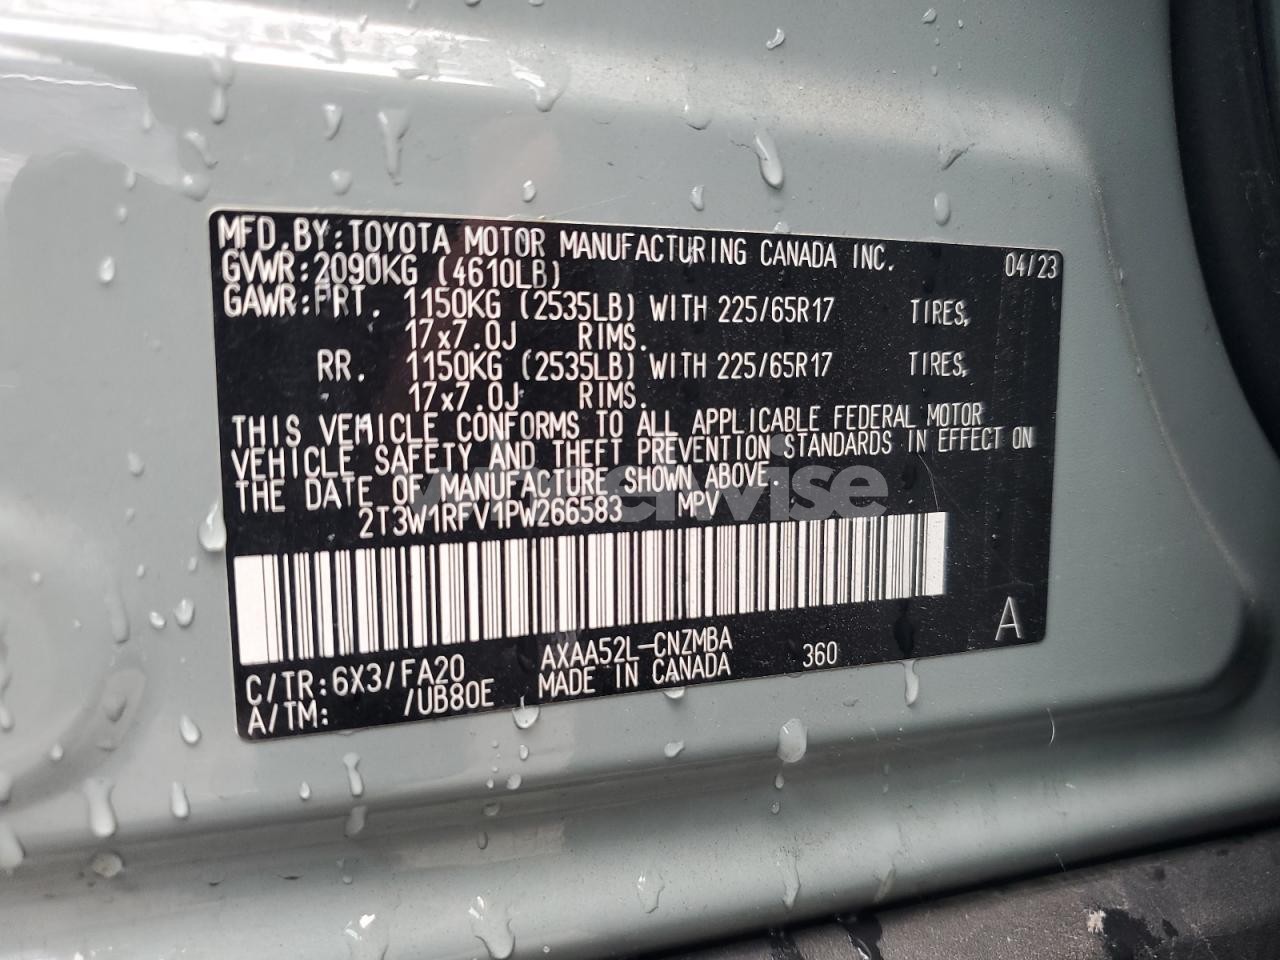 MFD.BY:TOYOTA MOTOR MANUFACTURING CANADA INC. 04/23
GVWR:2090KG (4610LB)
GAWR:FRT. 1150KG (2535LB) WITH 225/65R17 TIRES,
17x7.0J RIMS.
RR. 1150KG (2535LB) WITH 225/65R17 TIRES,
17x7.0J RIMS.
THIS VEHICLE CONFORMS TO ALL APPLICABLE FEDERAL MOTOR
VEHICLE SAFETY AND THEFT PREVENTION STANDARDS IN EFFECT ON
THE DATE OF MANUFACTURE SHOWN ABOVE.
2T3W1RFV1PW266583 MPV
A
C/TR:6X3/FA20 AXAA52L-CNZMBA 360
A/TM: /UB80E MADE IN CANADA